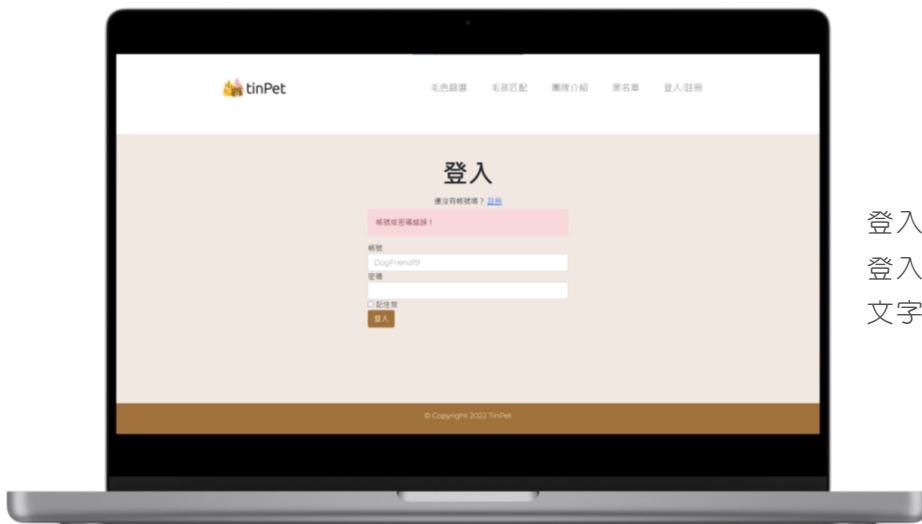 tinPet
毛色篩選 毛孩匹配 團隊介紹 黑名單 登入/註冊
登入
還沒有帳號嗎？ 註冊
帳號或密碼錯誤！
帳號
DogFriend19
密碼
記住我
登入
© Copyright 2022 TinPet
登入
登入
文字